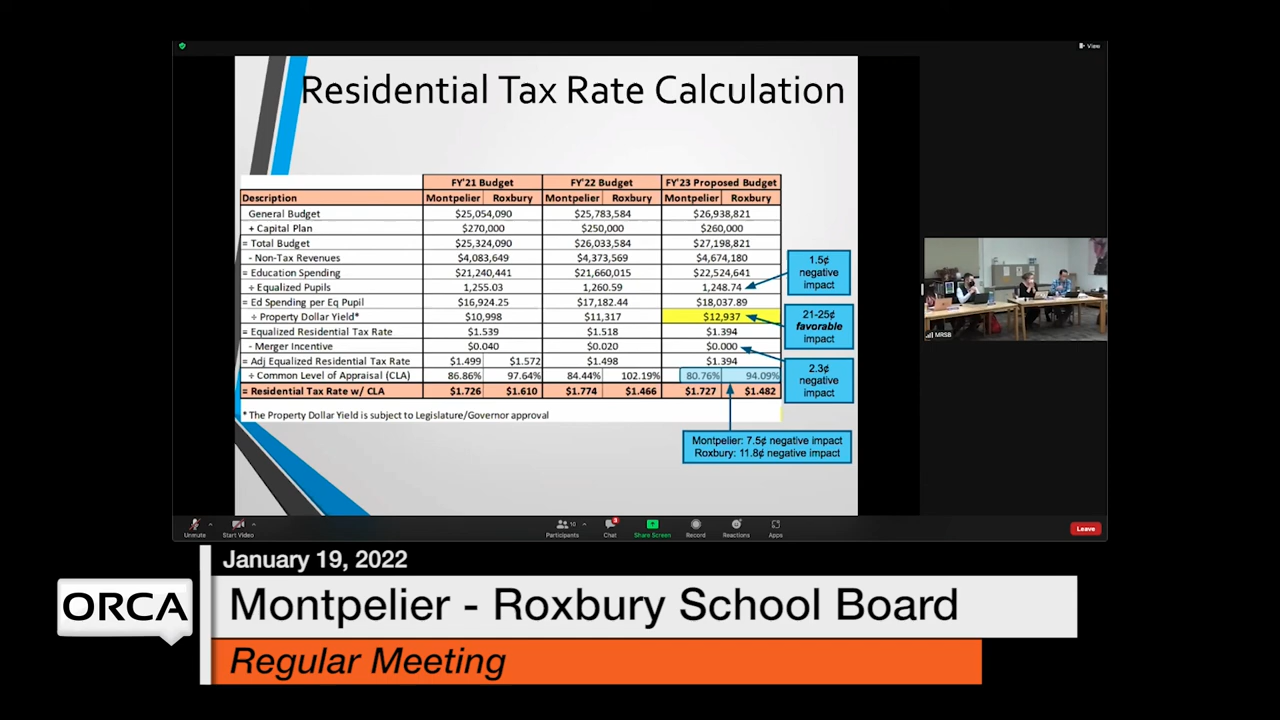 View
Residential Tax Rate Calculation
FY'21 Budget FY'22 Budget FY'23 Proposed Budget
Description Montpelier Roxbury Montpelier Roxbury Montpelier Roxbury
General Budget $25,054,090 $25,783,584 $26,938,821
+ Capital Plan $270,000 $250,000 $260,000
= Total Budget $25,324,090 $26,033,584 $27,198,821
- Non-Tax Revenues $4,083,649 $4,373,569 $4,674,180
= Education Spending $21,240,441 $21,660,015 $22,524,641
÷ Equalized Pupils 1,255.03 1,260.59 1,248.74
= Ed Spending per Eq Pupil $16,924.25 $17,182.44 $18,037.89
÷ Property Dollar Yield* $10,998 $11,317 $12,937
= Equalized Residential Tax Rate $1.539 $1.518 $1.394
- Merger Incentive $0.040 $0.020 $0.000
= Adj Equalized Residential Tax Rate $1.499 $1.572 $1.498 $1.394
÷ Common Level of Appraisal (CLA) 86.86% 97.64% 84.44% 102.19% 80.76% 94.09%
= Residential Tax Rate w/ CLA $1.726 $1.610 $1.774 $1.466 $1.727 $1.482
* The Property Dollar Yield is subject to Legislature/Governor approval
1.5¢
negative
impact
21-25¢
favorable
impact
2.3¢
negative
impact
Montpelier: 7.5¢ negative impact
Roxbury: 11.8¢ negative impact
MRSB
Unmute Start Video Participants 10 Chat 8 Share Screen Record Reactions Apps Leave
January 19, 2022
ORCA
Montpelier - Roxbury School Board
Regular Meeting